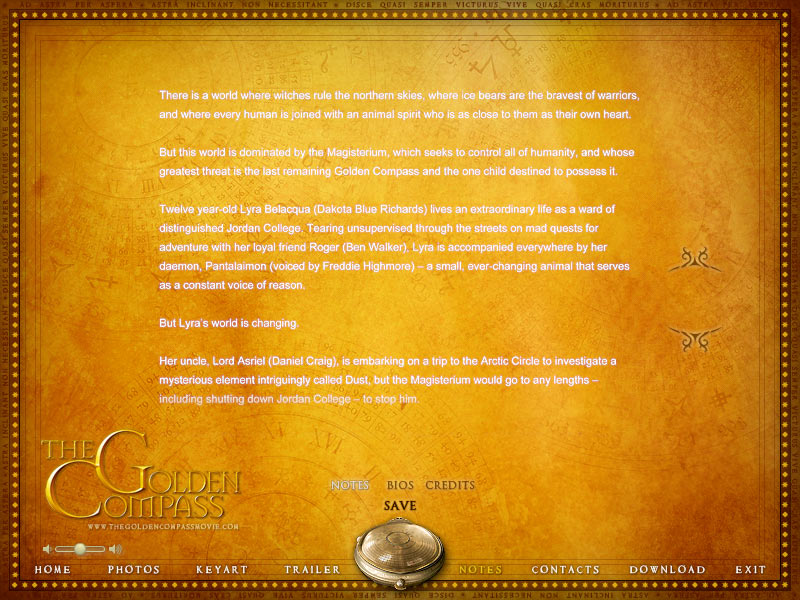 AD ASTRA PER ASPERA ASTRA INCLINANT NON NECESSITANT DISCE QUASI SEMPER VICTURUS VIVE QUASI CRAS MORITURUS
There is a world where witches rule the northern skies, where ice bears are the bravest of warriors,
and where every human is joined with an animal spirit who is as close to them as their own heart.
But this world is dominated by the Magisterium, which seeks to control all of humanity, and whose
greatest threat is the last remaining Golden Compass and the one child destined to possess it.
Twelve year-old Lyra Belacqua (Dakota Blue Richards) lives an extraordinary life as a ward of
distinguished Jordan College. Tearing unsupervised through the streets on mad quests for
adventure with her loyal friend Roger (Ben Walker), Lyra is accompanied everywhere by her
daemon, Pantalaimon (voiced by Freddie Highmore) – a small, ever-changing animal that serves
as a constant voice of reason.
But Lyra's world is changing.
Her uncle, Lord Asriel (Daniel Craig), is embarking on a trip to the Arctic Circle to investigate a
mysterious element intriguingly called Dust, but the Magisterium would go to any lengths –
including shutting down Jordan College – to stop him.
THE GOLDEN
COMPASS
WWW.THEGOLDENCOMPASSMOVIE.COM
NOTES BIOS CREDITS
SAVE
HOME PHOTOS KEYART TRAILER NOTES CONTACTS DOWNLOAD EXIT